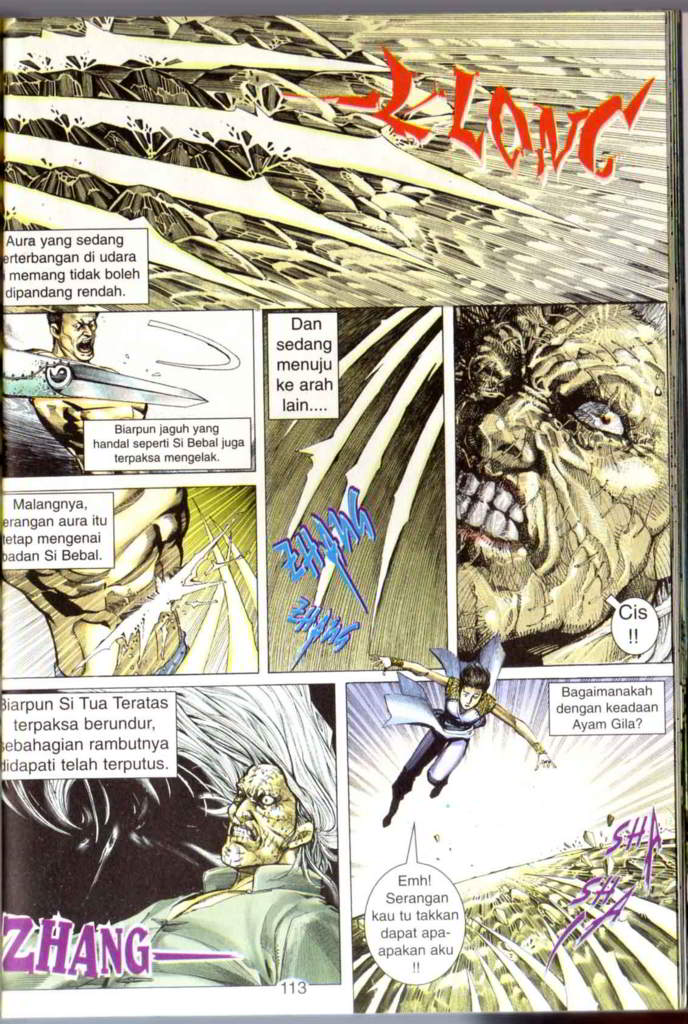 KLONG
Aura yang sedang
erterbangan di udara
memang tidak boleh
dipandang rendah.
Biarpun jaguh yang
handal seperti Si Bebal juga
terpaksa mengelak.
Dan
sedang
menuju
ke arah
lain....
Malangnya,
erangan aura itu
tetap mengenai
badan Si Bebal.
ZHANG
ZHANG
Cis
!!
Biarpun Si Tua Teratas
terpaksa berundur,
sebahagian rambutnya
didapati telah terputus.
ZHANG
Bagaimanakah
dengan keadaan
Ayam Gila?
SHA
SHA
Emh!
Serangan
kau tu takkan
dapat apa-
apakan aku
!!
113